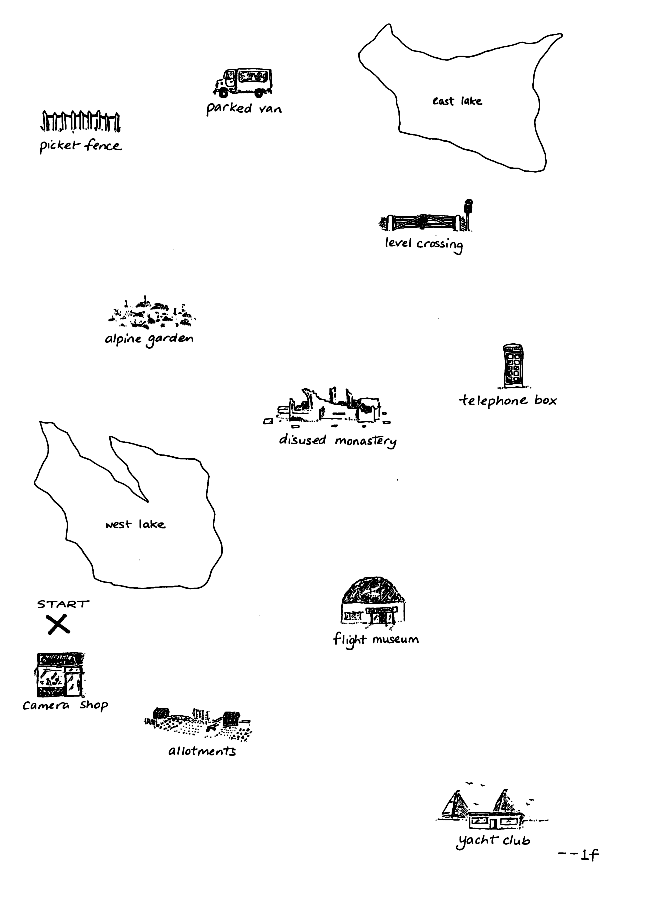 east lake
parked van
picket fence
level crossing
alpine garden
telephone box
disused monastery
west lake
START
flight museum
camera shop
allotments
yacht club
--1f